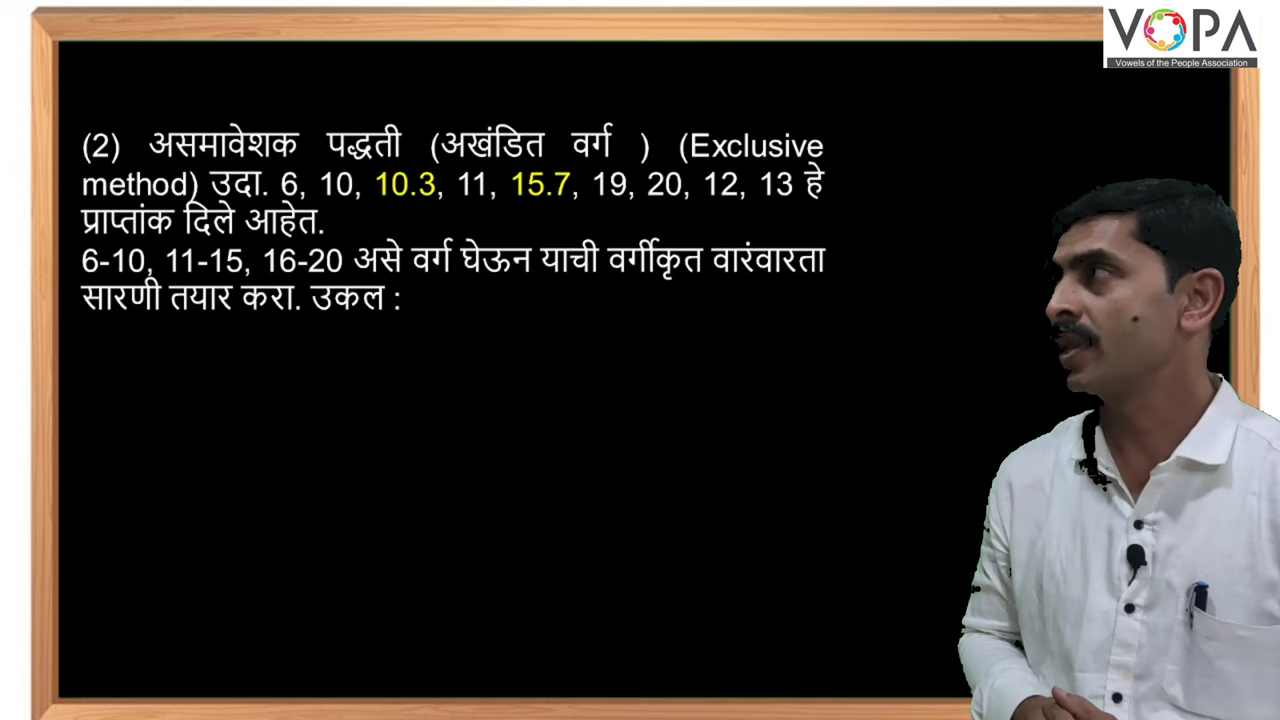 VOPA
Vowels of the People Association
(2) असमावेशक पद्धती (अखंडित वर्ग ) (Exclusive
method) उदा. 6, 10, 10.3, 11, 15.7, 19, 20, 12, 13 हे
प्राप्तांक दिले आहेत.
6-10, 11-15, 16-20 असे वर्ग घेऊन याची वर्गीकृत वारंवारता
सारणी तयार करा. उकल :